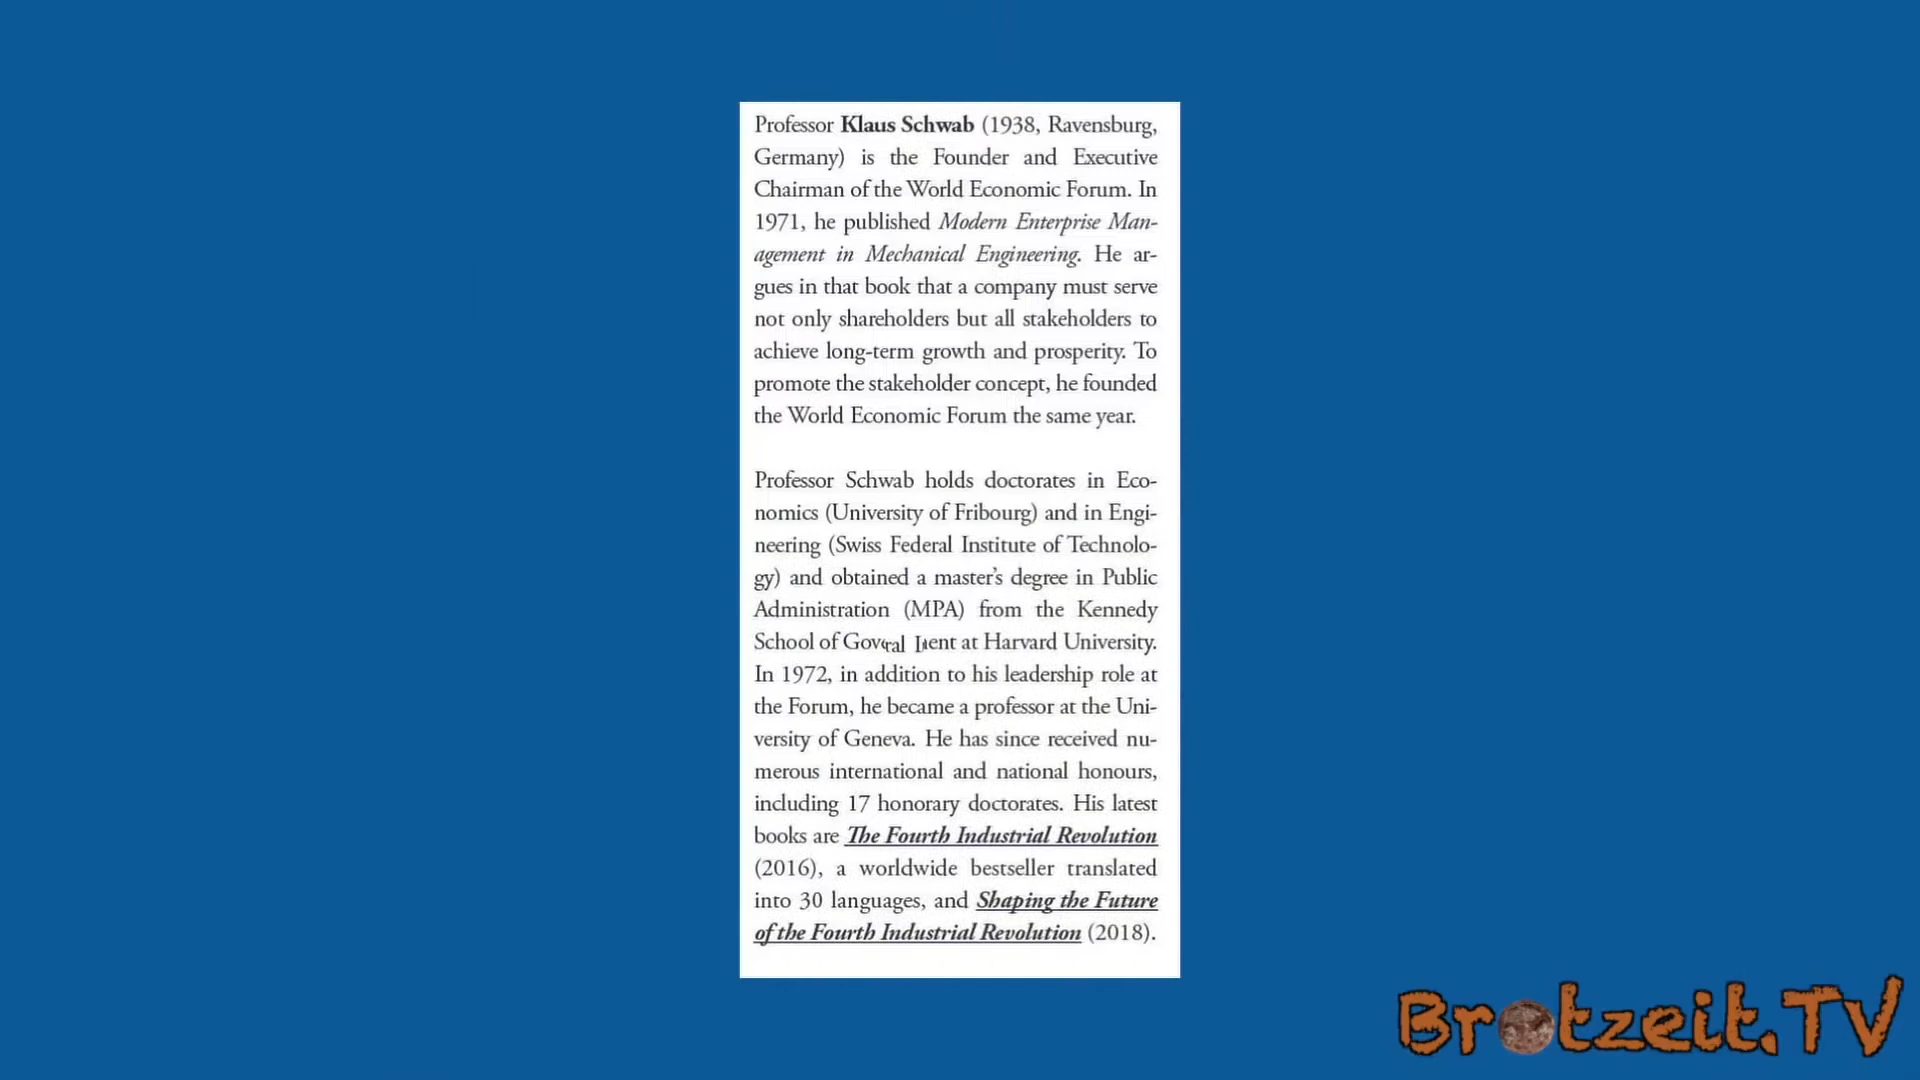 Professor Klaus Schwab (1938, Ravensburg,
Germany) is the Founder and Executive
Chairman of the World Economic Forum. In
1971, he published Modern Enterprise Man-
agement in Mechanical Engineering. He ar-
gues in that book that a company must serve
not only shareholders but all stakeholders to
achieve long-term growth and prosperity. To
promote the stakeholder concept, he founded
the World Economic Forum the same year.
Professor Schwab holds doctorates in Eco-
nomics (University of Fribourg) and in Engi-
neering (Swiss Federal Institute of Technolo-
gy) and obtained a master's degree in Public
Administration (MPA) from the Kennedy
School of at Harvard University.
In 1972, in addition to his leadership role at
the Forum, he became a professor at the Uni-
versity of Geneva. He has since received nu-
merous international and national honours,
including 17 honorary doctorates. His latest
books are The Fourth Industrial Revolution
(2016), a worldwide bestseller translated
into 30 languages, and Shaping the Future
of the Fourth Industrial Revolution (2018).
Brotzeit.TV